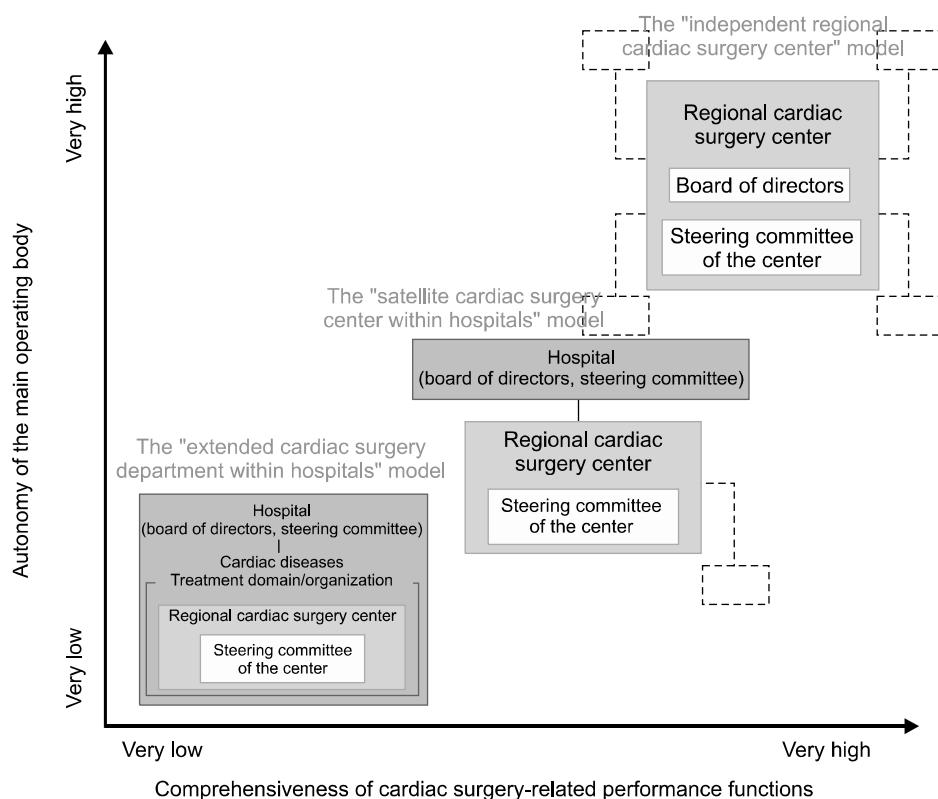 The "independent regional
cardiac surgery center" model
Very high
Regional cardiac
surgery center
Board of directors
Steering committee
of the center
Autonomy of the main operating body
The "satellite cardiac surgery
center within hospitals" model
Hospital
(board of directors, steering committee)
Regional cardiac
surgery center
Steering committee
of the center
The "extended cardiac surgery
department within hospitals" model
Hospital
(board of directors, steering committee)
Cardiac diseases
Treatment domain/organization
Regional cardiac surgery center
Steering committee
of the center
Very low
Very low
Very high
Comprehensiveness of cardiac surgery-related performance functions